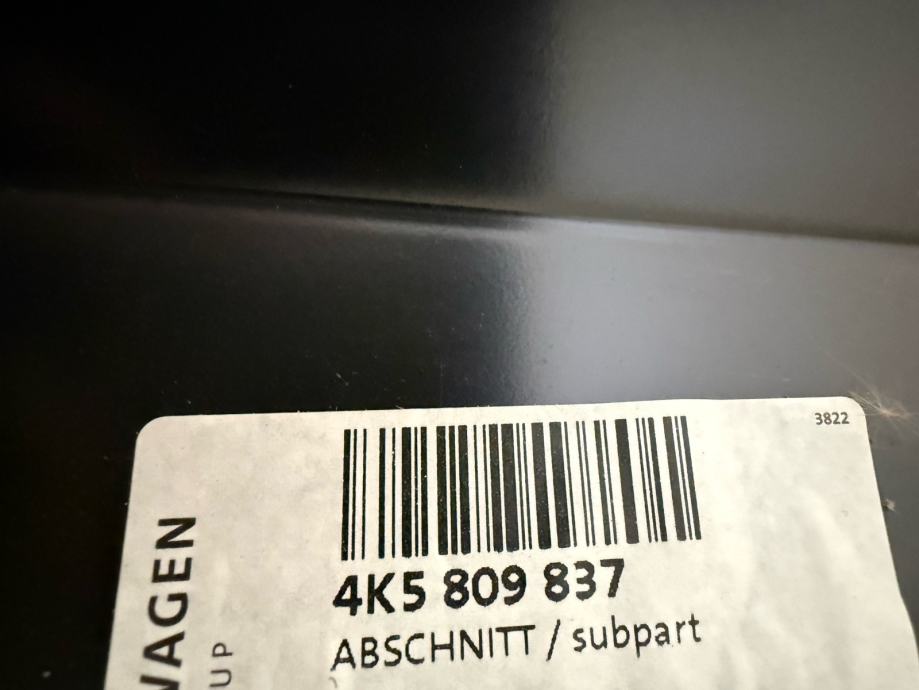 3822
4K5 809 837
ABSCHNITT / subpart
WAGEN
UP